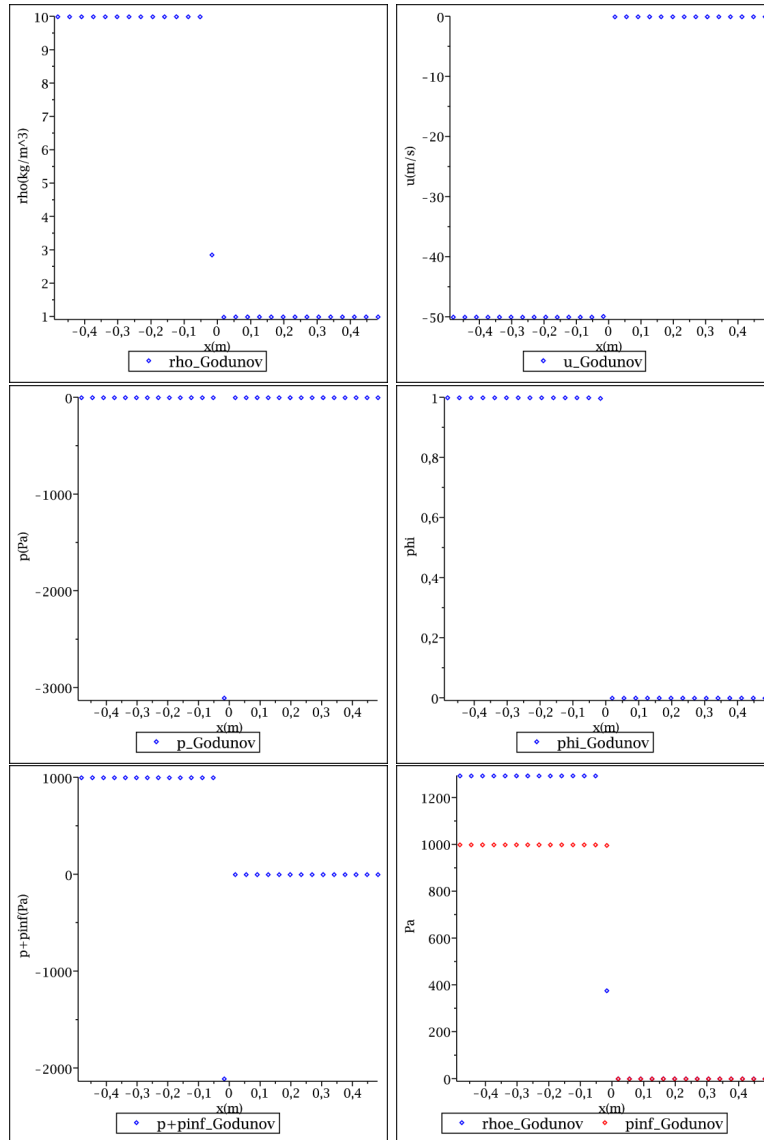 10
9
8
7
6
5
4
3
2
1
rho(kg/m^3)
-0,4 -0,3 -0,2 -0,1 0 0,1 0,2 0,3 0,4
x(m)
rho_Godunov
0
-10
-20
-30
-40
-50
u(m/s)
-0,4 -0,3 -0,2 -0,1 0 0,1 0,2 0,3 0,4
x(m)
u_Godunov
0
-1000
-2000
-3000
p(Pa)
-0,4 -0,3 -0,2 -0,1 0 0,1 0,2 0,3 0,4
x(m)
p_Godunov
1
0,8
0,6
0,4
0,2
0
phi
-0,4 -0,3 -0,2 -0,1 0 0,1 0,2 0,3 0,4
x(m)
phi_Godunov
1000
0
-1000
-2000
p+pinf(Pa)
-0,4 -0,3 -0,2 -0,1 0 0,1 0,2 0,3 0,4
x(m)
p+pinf_Godunov
1200
1000
800
600
400
200
0
Pa
-0,4 -0,3 -0,2 -0,1 0 0,1 0,2 0,3 0,4
x(m)
rhoe_Godunov pinf_Godunov